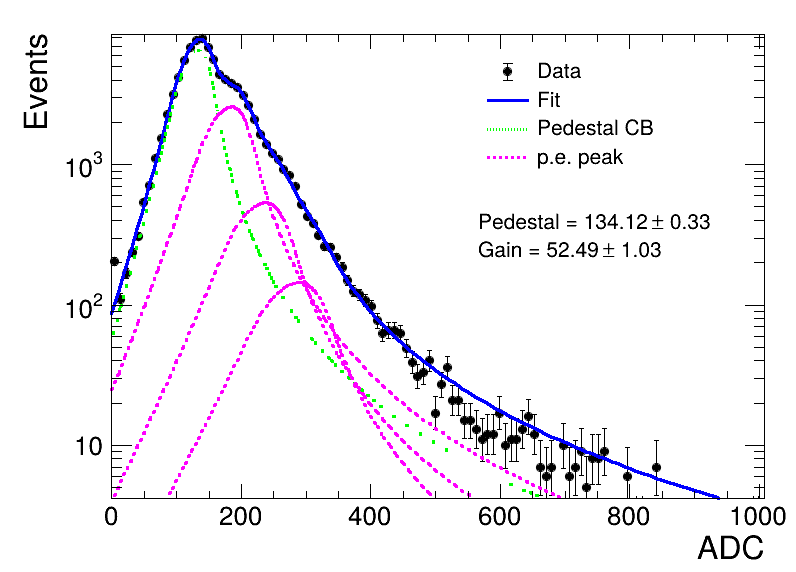 Events
Data
Fit
Pedestal CB
p.e. peak
Pedestal = 134.12 ± 0.33
Gain = 52.49 ± 1.03
10³
10²
10
0 200 400 600 800 1000
ADC